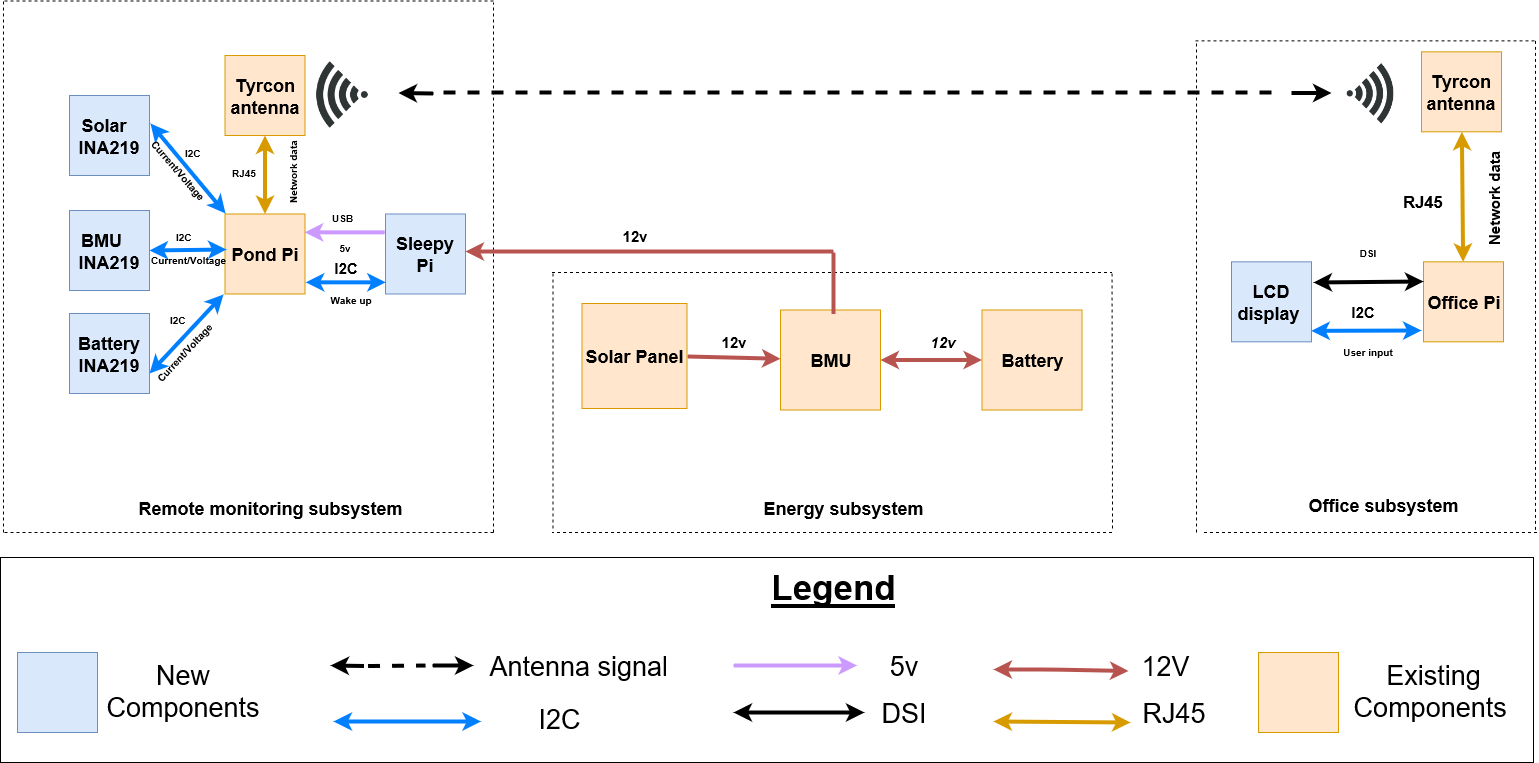 Tyrcon
antenna
Solar
INA219
I2C
Current/Voltage
RJ45
Network data
BMU
INA219
I2C
Current/Voltage
Pond Pi
USB
5v
I2C
Wake up
Sleepy
Pi
Battery
INA219
I2C
Current/Voltage
Remote monitoring subsystem
12v
Solar Panel
12v
BMU
12v
Battery
Energy subsystem
Tyrcon
antenna
RJ45
Network data
LCD
display
DSI
I2C
User input
Office Pi
Office subsystem
Legend
New
Components
Antenna signal
I2C
5v
DSI
12V
RJ45
Existing
Components